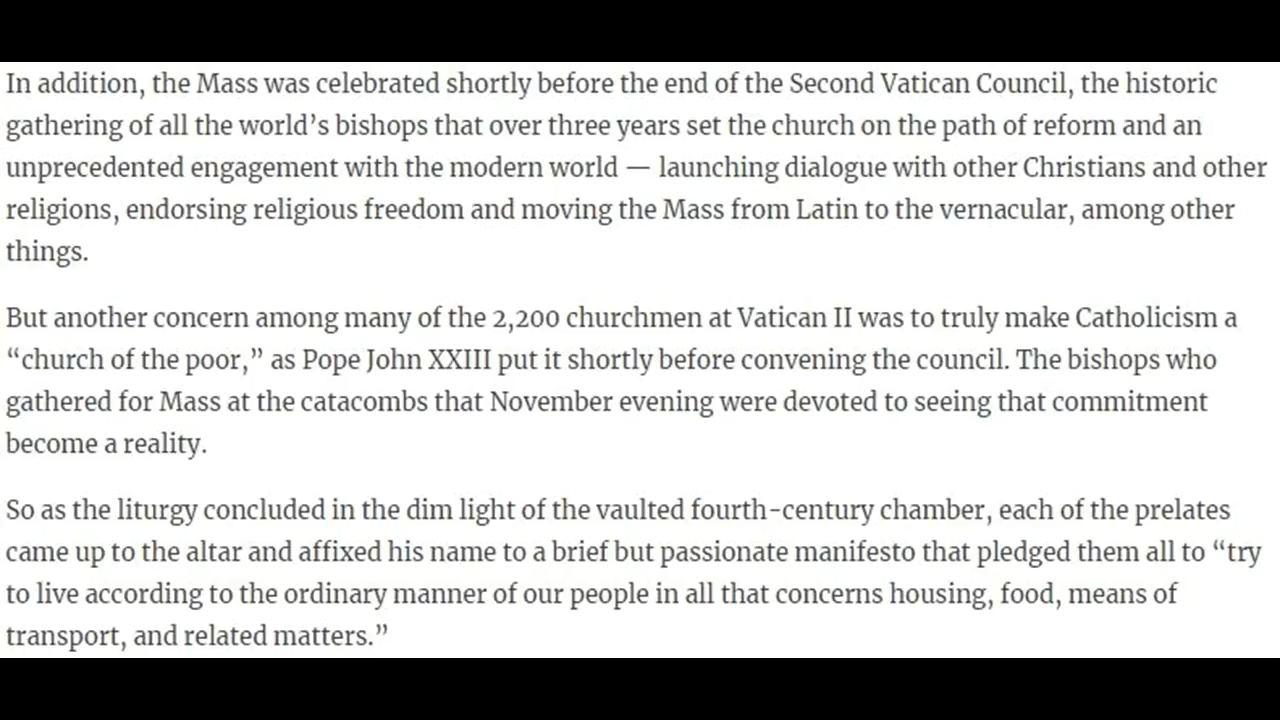 In addition, the Mass was celebrated shortly before the end of the Second Vatican Council, the historic
gathering of all the world’s bishops that over three years set the church on the path of reform and an
unprecedented engagement with the modern world — launching dialogue with other Christians and other
religions, endorsing religious freedom and moving the Mass from Latin to the vernacular, among other
things.
But another concern among many of the 2,200 churchmen at Vatican II was to truly make Catholicism a
“church of the poor,” as Pope John XXIII put it shortly before convening the council. The bishops who
gathered for Mass at the catacombs that November evening were devoted to seeing that commitment
become a reality.
So as the liturgy concluded in the dim light of the vaulted fourth-century chamber, each of the prelates
came up to the altar and affixed his name to a brief but passionate manifesto that pledged them all to “try
to live according to the ordinary manner of our people in all that concerns housing, food, means of
transport, and related matters.”